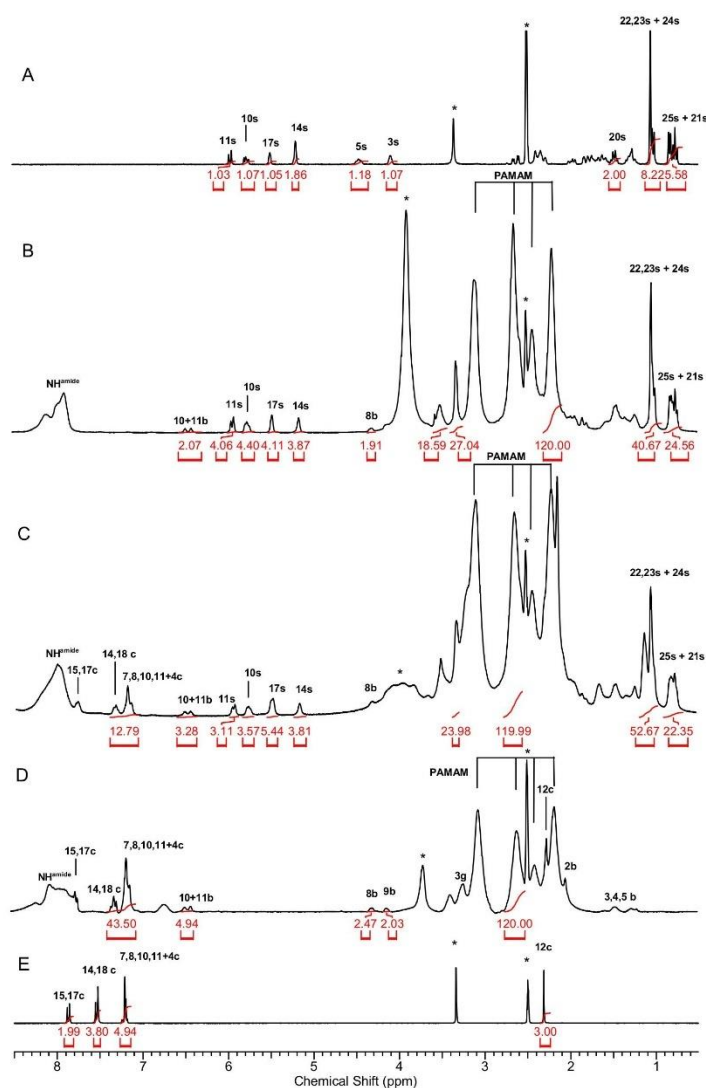 22,23s + 24s
*
A
10s
11s
14s
17s
*
20s
25s + 21s
5s
3s
1.03 1.07 1.05 1.86 1.18 1.07 2.00 8.22 5.58
PAMAM
*
B
22,23s + 24s
*
NHamide
25s + 21s
10s
10+11b
11s
17s
14s
8b
2.07 4.06 4.40 4.11 3.87 1.91 18.59 27.04 120.00 40.67 24.56
PAMAM
C
*
22,23s + 24s
NHamide
14,18 c
15,17c
7,8,10,11+4c
10s
25s + 21s
10+11b
11s
17s
14s
8b
*
12.79 3.28 3.11 3.57 5.44 3.81 23.98 119.99 52.67 22.35
D
*
PAMAM
12c
7,8,10,11+4c
15,17c
NHamide
*
3g
2b
14,18 c
10+11b
8b
9b
3,4,5 b
43.50 4.94 2.47 2.03 120.00
E
7,8,10,11+4c
*
*
12c
14,18 c
15,17c
1.99 3.80 4.94 3.00
8 7 6 5 4 3 2 1
Chemical Shift (ppm)